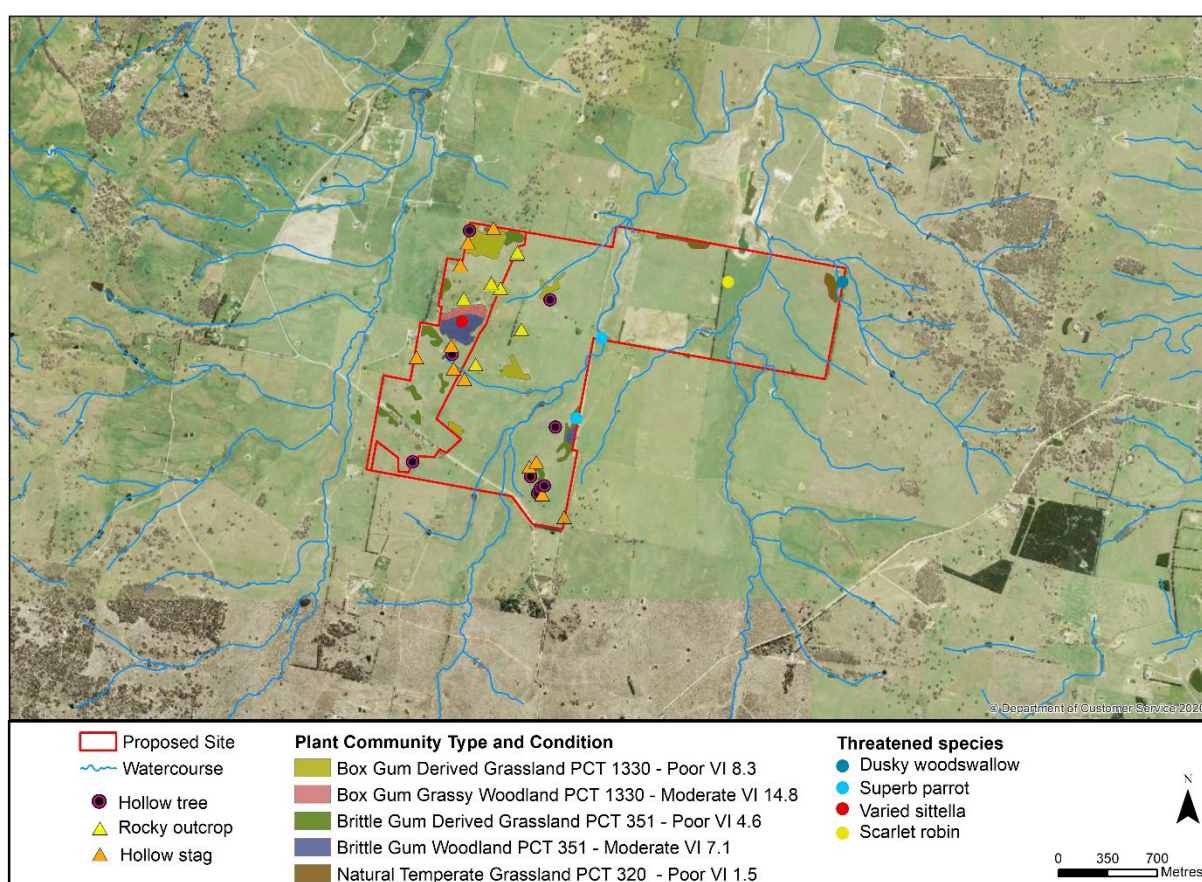 © Department of Customer Service 2020
Proposed Site
Watercourse
Hollow tree
Rocky outcrop
Hollow stag
Plant Community Type and Condition
Box Gum Derived Grassland PCT 1330 - Poor VI 8.3
Box Gum Grassy Woodland PCT 1330 - Moderate VI 14.8
Brittle Gum Derived Grassland PCT 351 - Poor VI 4.6
Brittle Gum Woodland PCT 351 - Moderate VI 7.1
Natural Temperate Grassland PCT 320 - Poor VI 1.5
Threatened species
Dusky woodswallow
Superb parrot
Varied sittella
Scarlet robin
N
0 350 700
Metres